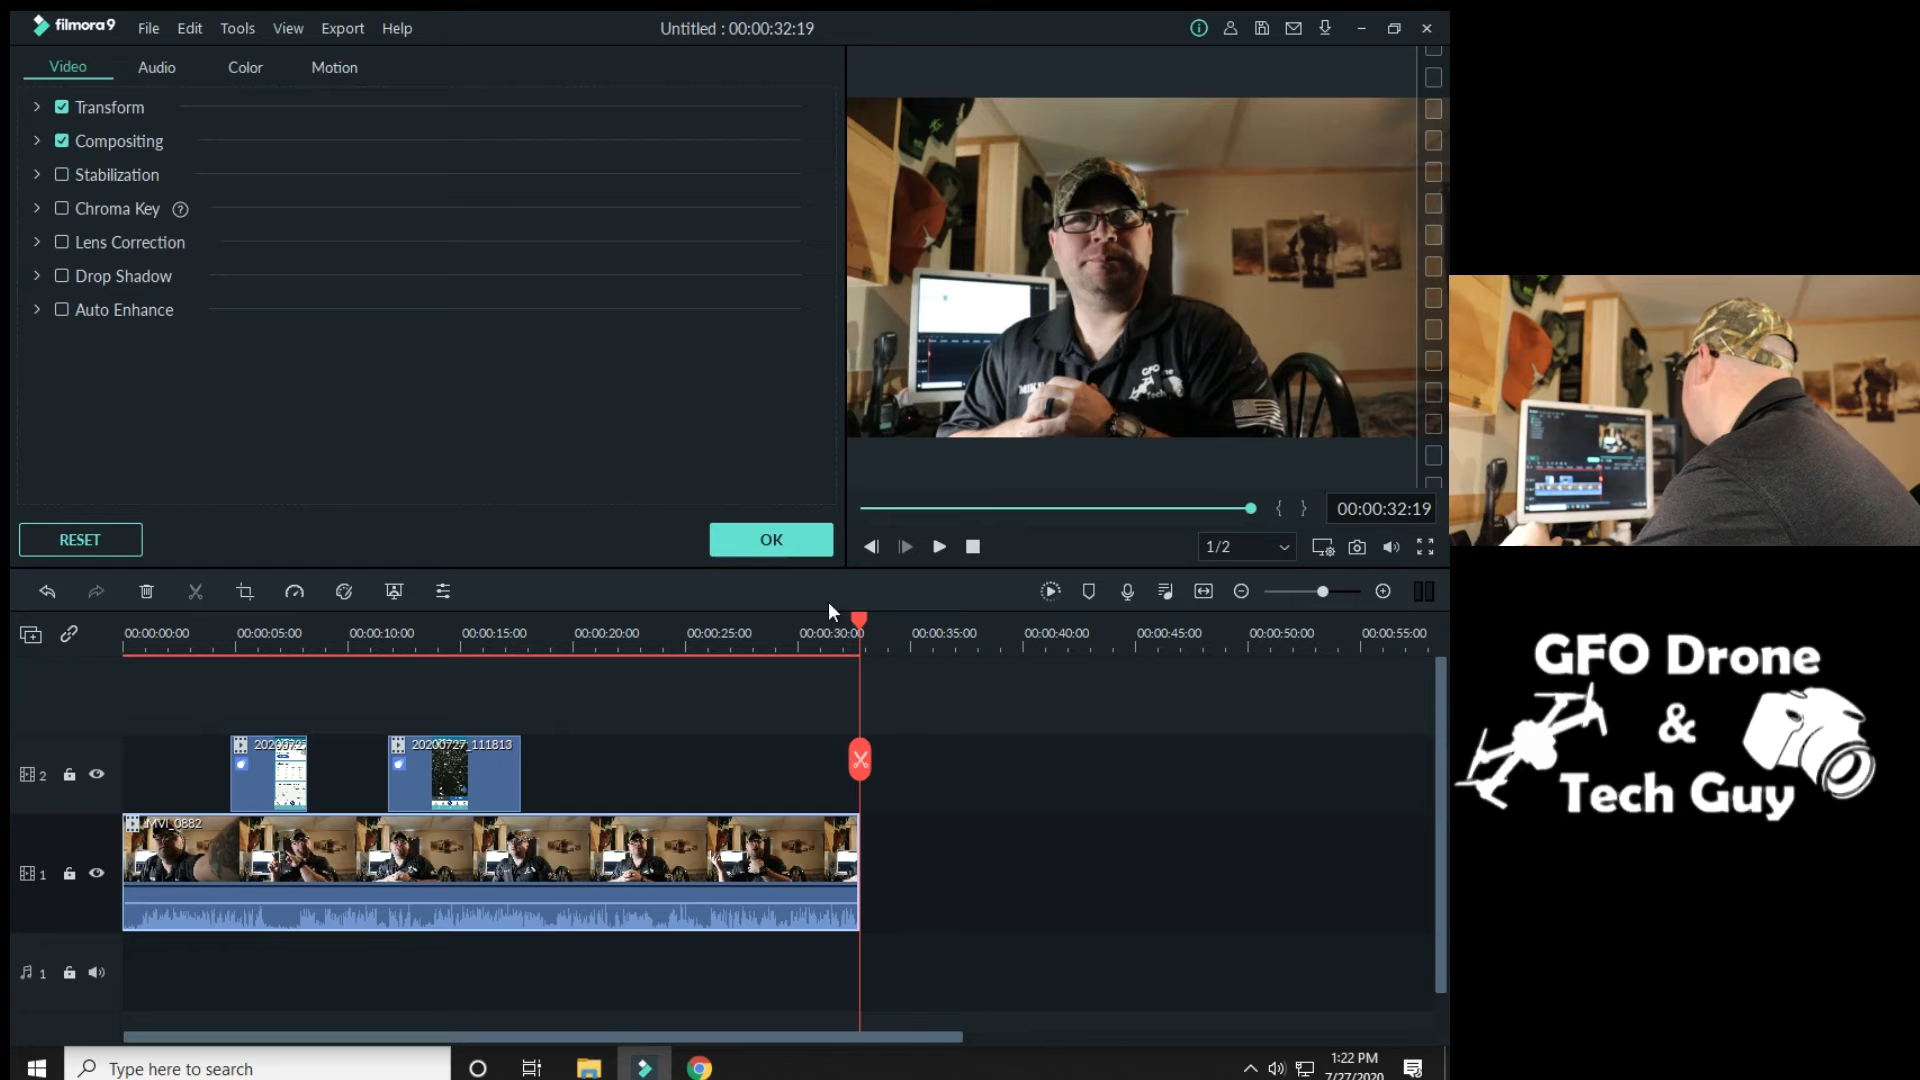 filmora9 File Edit Tools View Export Help Untitled : 00:00:32:19
Video Audio Color Motion
Transform
Compositing
Stabilization
Chroma Key ?
Lens Correction
Drop Shadow
Auto Enhance
RESET OK
GFO
Tech
{ } 00:00:32:19
1/2
00:00:00:00 00:00:05:00 00:00:10:00 00:00:15:00 00:00:20:00 00:00:25:00 00:00:30:00 00:00:35:00 00:00:40:00 00:00:45:00 00:00:50:00 00:00:55:00
2 20200727_111813
1 MVI_0882
1
GFO Drone
&
Tech Guy
Type here to search
1:22 PM
7/27/2020